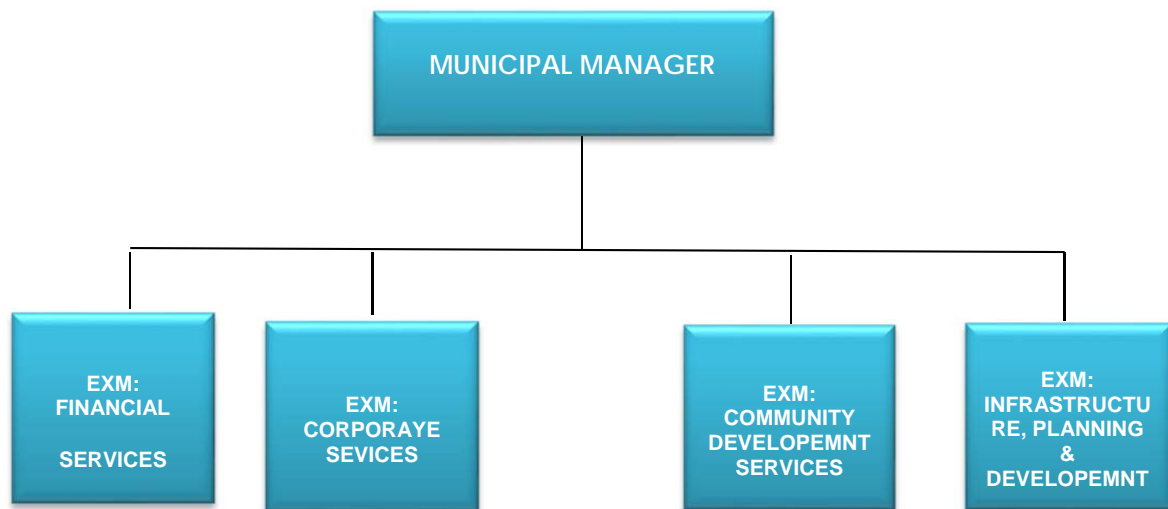 MUNICIPAL MANAGER
EXM:
FINANCIAL
SERVICES
EXM:
CORPORAYE
SEVICES
EXM:
COMMUNITY
DEVELOPEMNT
SERVICES
EXM:
INFRASTRUCTU
RE, PLANNING
&
DEVELOPEMNT